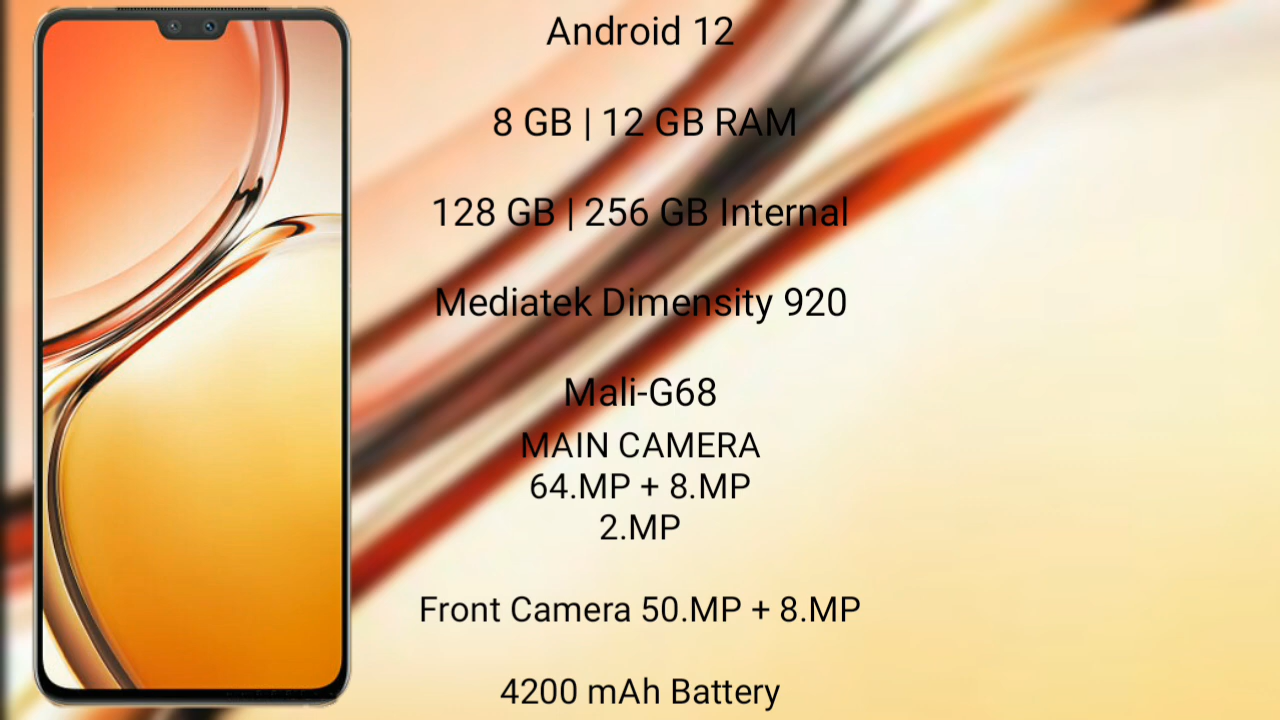 Android 12
8 GB | 12 GB RAM
128 GB | 256 GB Internal
Mediatek Dimensity 920
Mali-G68
MAIN CAMERA
64.MP + 8.MP
2.MP
Front Camera 50.MP + 8.MP
4200 mAh Battery